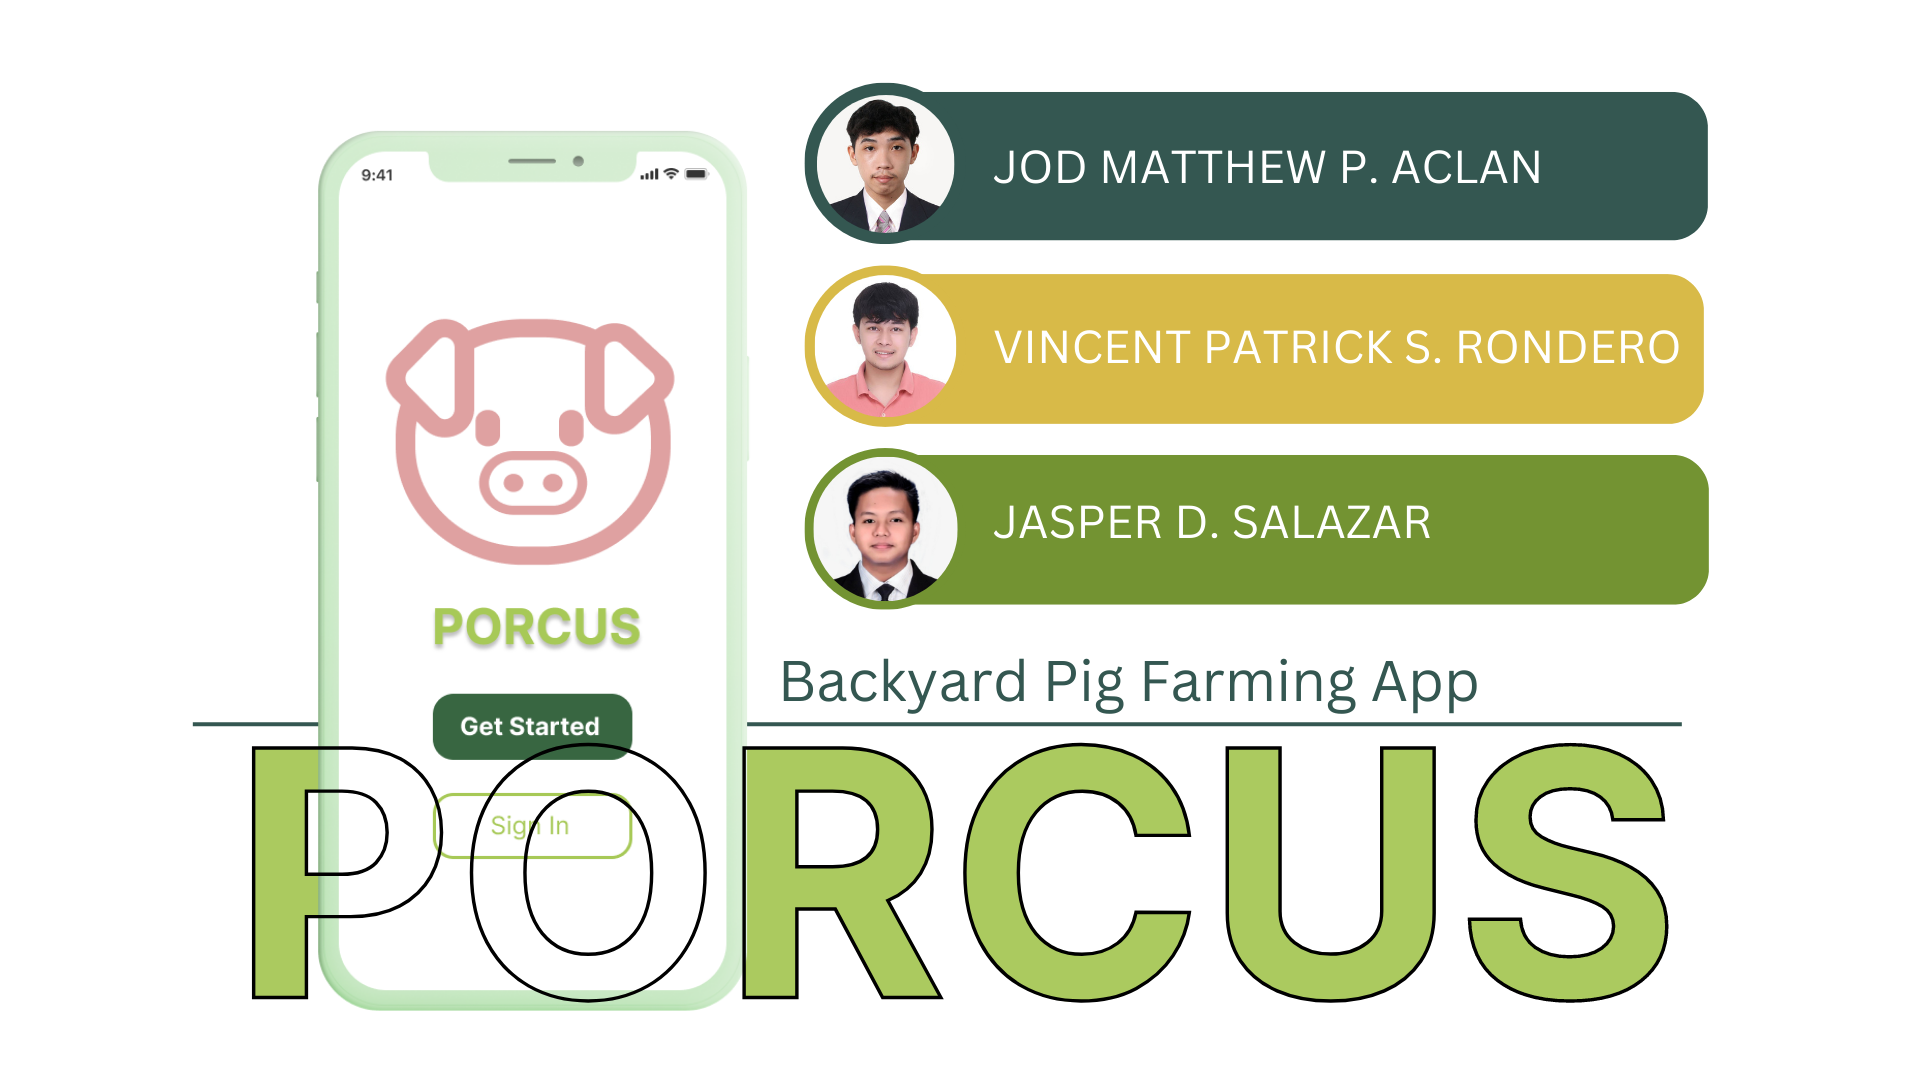 9:41
PORCUS
Get Started
Sign In
JOD MATTHEW P. ACLAN
VINCENT PATRICK S. RONDERO
JASPER D. SALAZAR
Backyard Pig Farming App
PORCUS